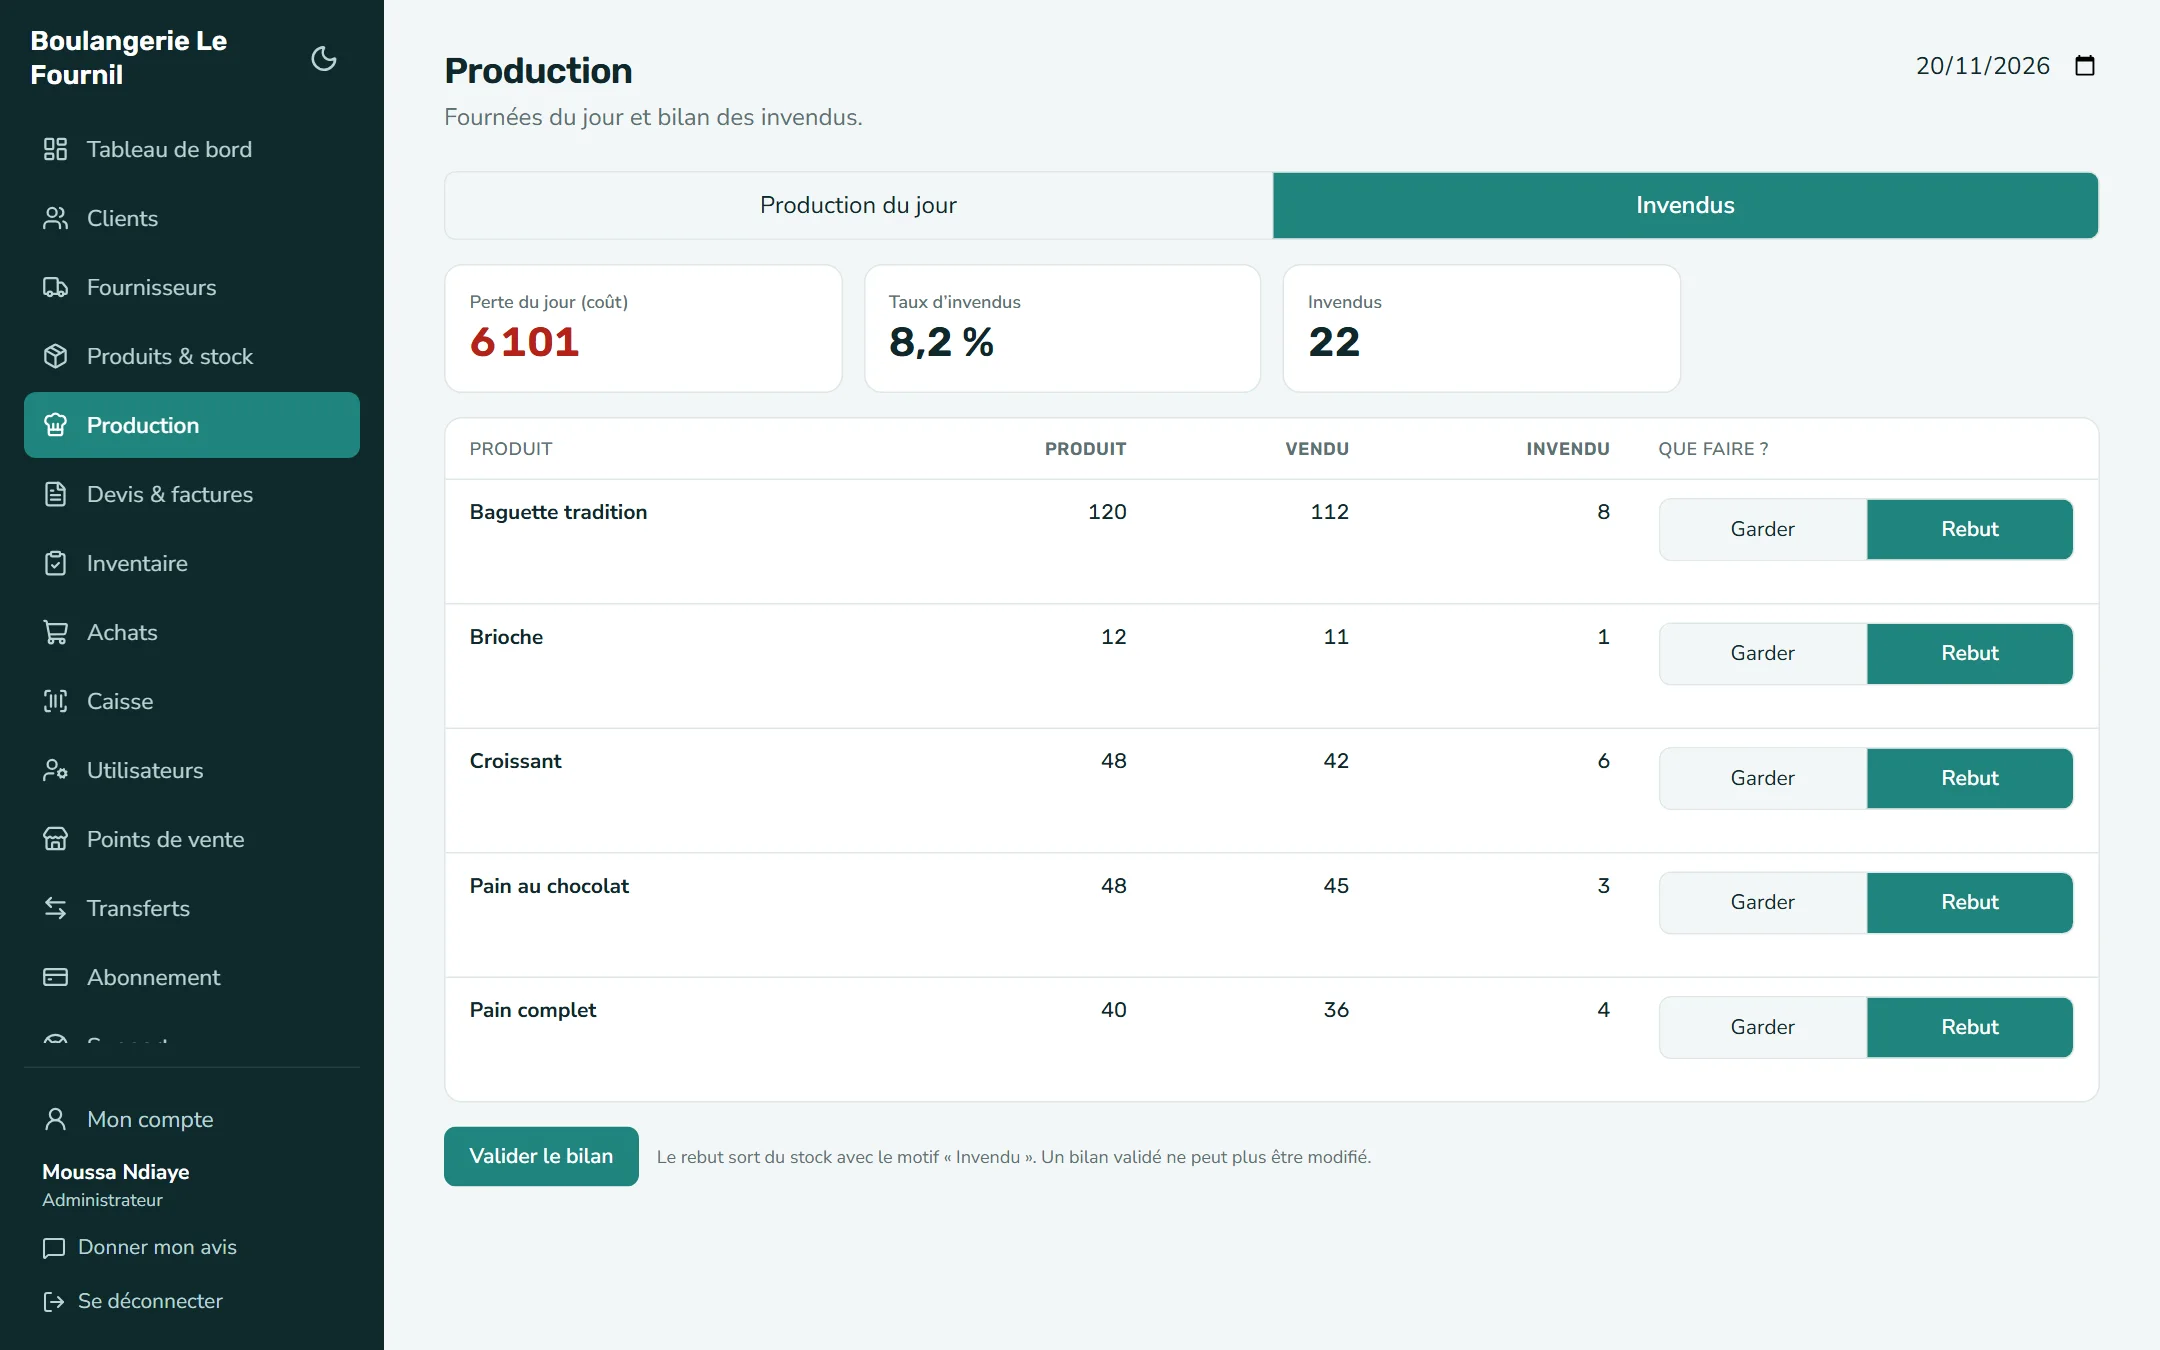 Boulangerie Le
Fournil
Tableau de bord
Clients
Fournisseurs
Produits & stock
Production
Devis & factures
Inventaire
Achats
Caisse
Utilisateurs
Points de vente
Transferts
Abonnement
Mon compte
Moussa Ndiaye
Administrateur
Donner mon avis
Se déconnecter
Production
20/11/2026
Fournées du jour et bilan des invendus.
Production du jour
Invendus
Perte du jour (coût)
6 101
Taux d’invendus
8,2 %
Invendus
22
PRODUIT PRODUIT VENDU INVENDU QUE FAIRE ?
Baguette tradition 120 112 8 Garder Rebut
Brioche 12 11 1 Garder Rebut
Croissant 48 42 6 Garder Rebut
Pain au chocolat 48 45 3 Garder Rebut
Pain complet 40 36 4 Garder Rebut
Valider le bilan
Le rebut sort du stock avec le motif « Invendu ». Un bilan validé ne peut plus être modifié.